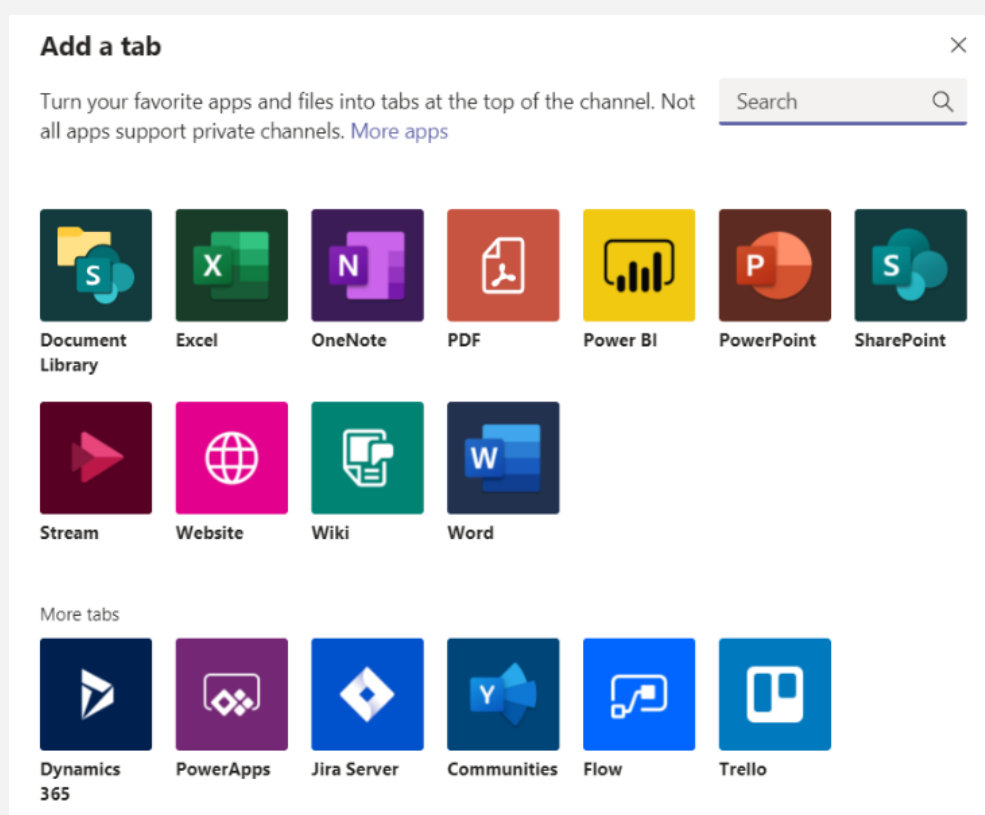 Add a tab
Turn your favorite apps and files into tabs at the top of the channel. Not
all apps support private channels. More apps
Search
S
X
N
P
S
Document
Library
Excel
OneNote
PDF
Power BI
PowerPoint
SharePoint
W
Stream
Website
Wiki
Word
More tabs
Y
Dynamics
365
PowerApps
Jira Server
Communities
Flow
Trello